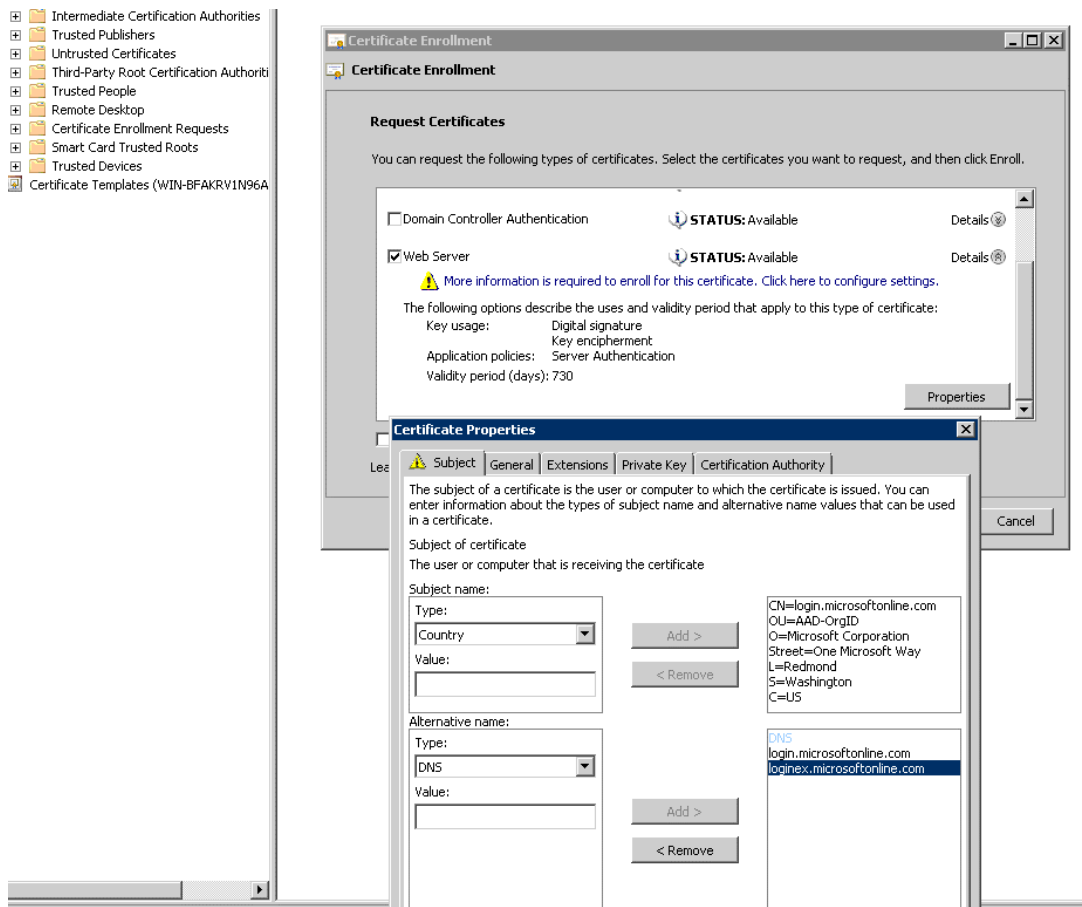 Intermediate Certification Authorities
Trusted Publishers
Untrusted Certificates
Third-Party Root Certification Authoriti
Trusted People
Remote Desktop
Certificate Enrollment Requests
Smart Card Trusted Roots
Trusted Devices
Certificate Templates (WIN-BFAKRV1N96A
Certificate Enrollment
Certificate Enrollment
Request Certificates
You can request the following types of certificates. Select the certificates you want to request, and then click Enroll.
Domain Controller Authentication STATUS: Available Details
Web Server STATUS: Available Details
More information is required to enroll for this certificate. Click here to configure settings.
The following options describe the uses and validity period that apply to this type of certificate:
Key usage: Digital signature
Key encipherment
Application policies: Server Authentication
Validity period (days): 730
Properties
Lea
Cancel
Certificate Properties
Subject General Extensions Private Key Certification Authority
The subject of a certificate is the user or computer to which the certificate is issued. You can
enter information about the types of subject name and alternative name values that can be used
in a certificate.
Subject of certificate
The user or computer that is receiving the certificate
Subject name:
Type:
Country
Value:
Add >
< Remove
CN=login.microsoftonline.com
OU=AAD-OrgID
O=Microsoft Corporation
Street=One Microsoft Way
L=Redmond
S=Washington
C=US
Alternative name:
Type:
DNS
Value:
Add >
< Remove
DNS
login.microsoftonline.com
loginex.microsoftonline.com